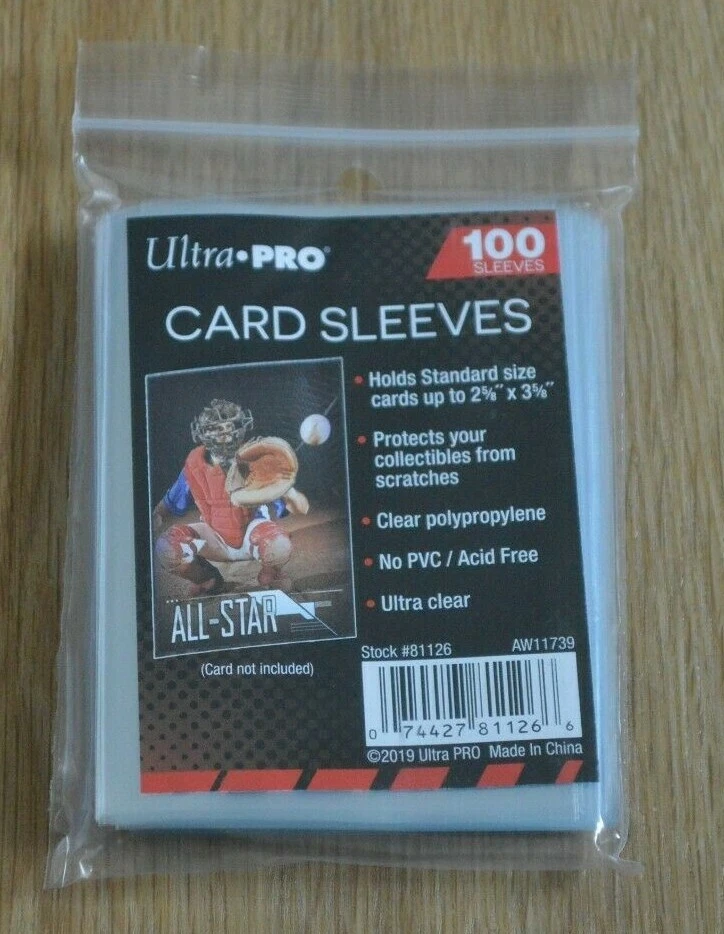 Ultra•PRO®
100
SLEEVES
CARD SLEEVES
• Holds Standard size
cards up to 2⅝" x 3⅝"
• Protects your
collectibles from
scratches
• Clear polypropylene
• No PVC / Acid Free
• Ultra clear
ALL-STAR
(Card not included)
Stock #81126
AW11739
0 74427 81126 6
©2019 Ultra PRO Made In China